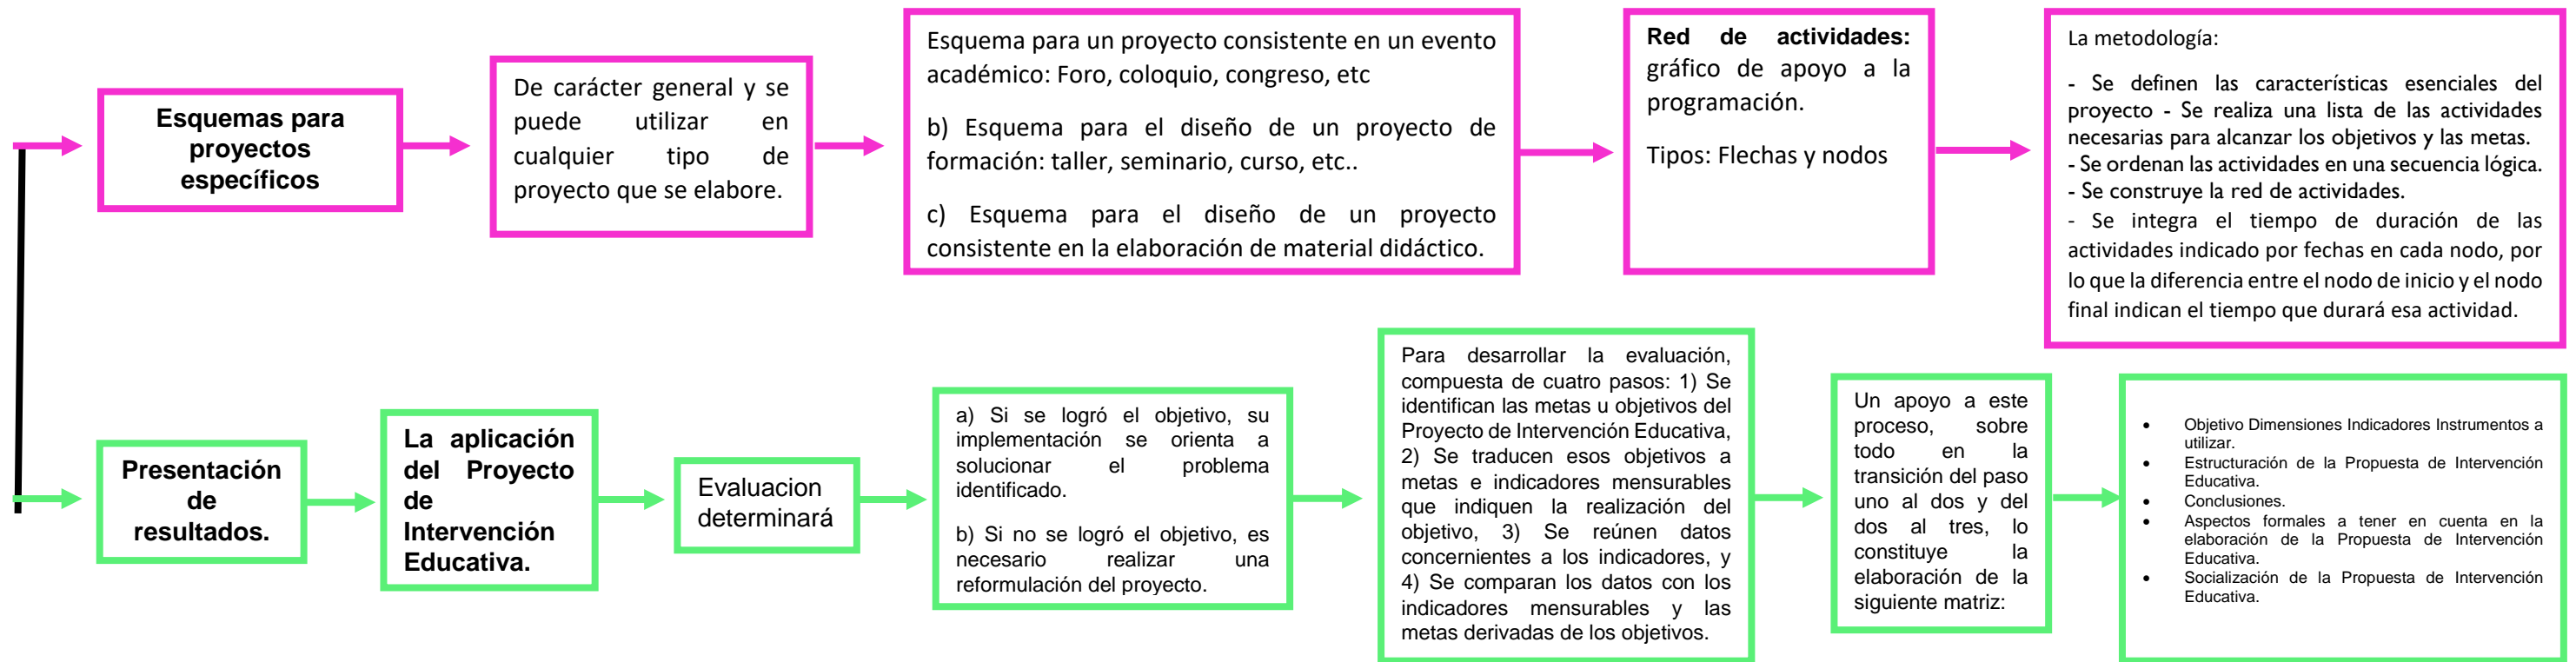 Esquemas para
proyectos
específicos
De carácter general y se
puede utilizar en
cualquier tipo de
proyecto que se elabore.
Esquema para un proyecto consistente en un evento
académico: Foro, coloquio, congreso, etc
b) Esquema para el diseño de un proyecto de
formación: taller, seminario, curso, etc..
c) Esquema para el diseño de un proyecto
consistente en la elaboración de material didáctico.
Red de actividades:
gráfico de apoyo a la
programación.
Tipos: Flechas y nodos
La metodología:
- Se definen las características esenciales del
proyecto - Se realiza una lista de las actividades
necesarias para alcanzar los objetivos y las metas.
- Se ordenan las actividades en una secuencia lógica.
- Se construye la red de actividades.
- Se integra el tiempo de duración de las
actividades indicado por fechas en cada nodo, por
lo que la diferencia entre el nodo de inicio y el nodo
final indican el tiempo que durará esa actividad.
Presentación
de
resultados.
La aplicación
del Proyecto
de
Intervención
Educativa.
Evaluacion
determinará
a) Si se logró el objetivo, su
implementación se orienta a
solucionar el problema
identificado.
b) Si no se logró el objetivo, es
necesario realizar una
reformulación del proyecto.
Para desarrollar la evaluación,
compuesta de cuatro pasos: 1) Se
identifican las metas u objetivos del
Proyecto de Intervención Educativa,
2) Se traducen esos objetivos a
metas e indicadores mensurables
que indiquen la realización del
objetivo, 3) Se reúnen datos
concernientes a los indicadores, y
4) Se comparan los datos con los
indicadores mensurables y las
metas derivadas de los objetivos.
Un apoyo a este
proceso, sobre
todo en la
transición del paso
uno al dos y del
dos al tres, lo
constituye la
elaboración de la
siguiente matriz:
• Objetivo Dimensiones Indicadores Instrumentos a
utilizar.
• Estructuración de la Propuesta de Intervención
Educativa.
• Conclusiones.
• Aspectos formales a tener en cuenta en la
elaboración de la Propuesta de Intervención
Educativa.
• Socialización de la Propuesta de Intervención
Educativa.